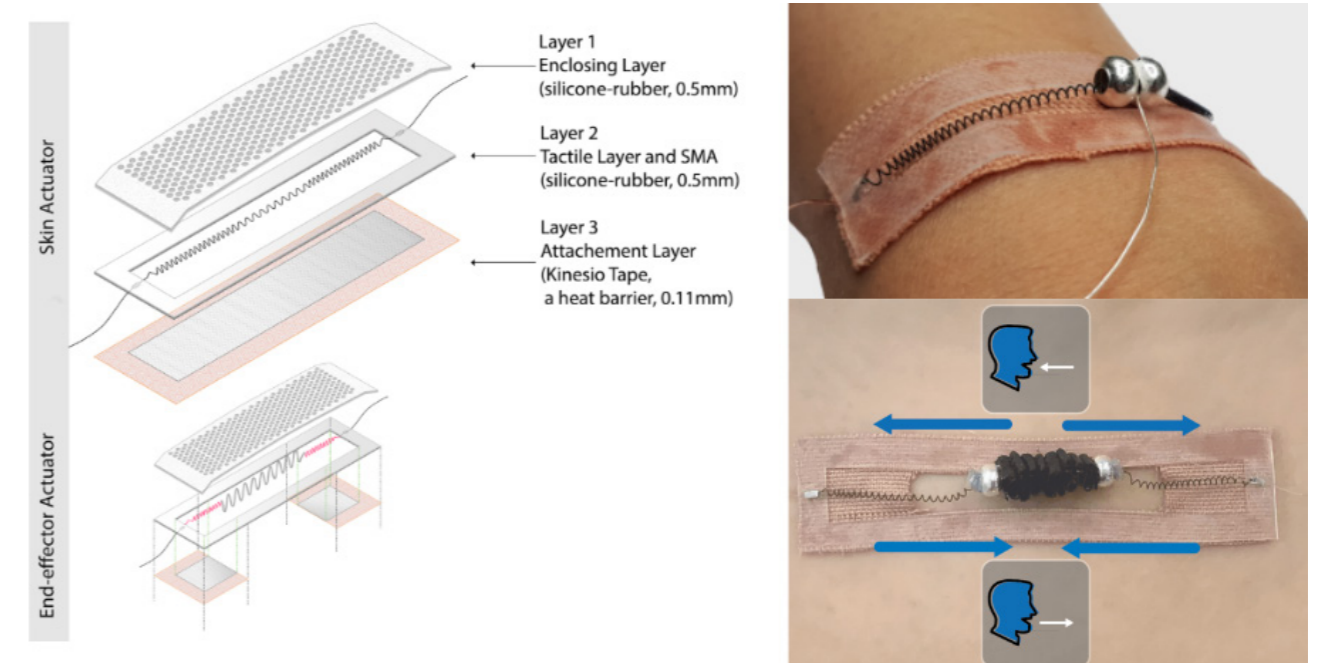 Skin Actuator
Layer 1
Enclosing Layer
(silicone-rubber, 0.5mm)
Layer 2
Tactile Layer and SMA
(silicone-rubber, 0.5mm)
Layer 3
Attachement Layer
(Kinesio Tape,
a heat barrier, 0.11mm)
End-effector Actuator